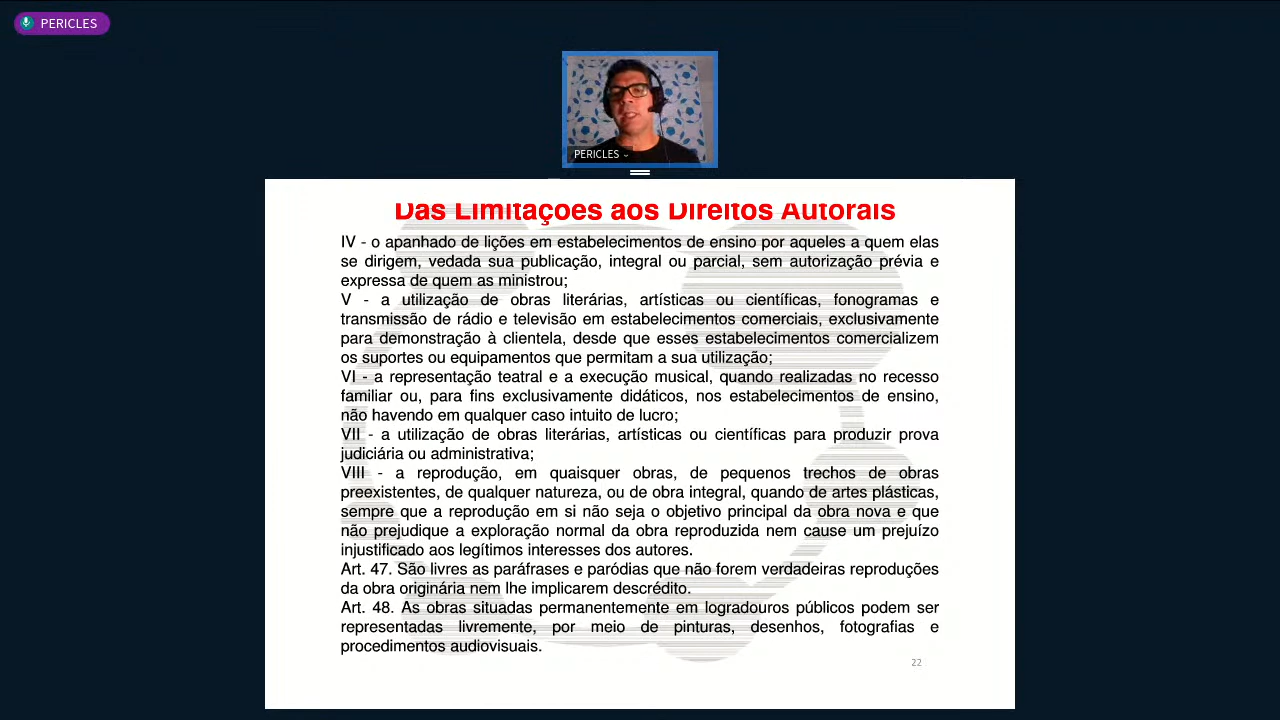 PERICLES
PERICLES
Das Limitações aos Direitos Autorais
IV - o apanhado de lições em estabelecimentos de ensino por aqueles a quem elas
se dirigem, vedada sua publicação, integral ou parcial, sem autorização prévia e
expressa de quem as ministrou;
V - a utilização de obras literárias, artísticas ou científicas, fonogramas e
transmissão de rádio e televisão em estabelecimentos comerciais, exclusivamente
para demonstração à clientela, desde que esses estabelecimentos comercializem
os suportes ou equipamentos que permitam a sua utilização;
VI - a representação teatral e a execução musical, quando realizadas no recesso
familiar ou, para fins exclusivamente didáticos, nos estabelecimentos de ensino,
não havendo em qualquer caso intuito de lucro;
VII - a utilização de obras literárias, artísticas ou científicas para produzir prova
judiciária ou administrativa;
VIII - a reprodução, em quaisquer obras, de pequenos trechos de obras
preexistentes, de qualquer natureza, ou de obra integral, quando de artes plásticas,
sempre que a reprodução em si não seja o objetivo principal da obra nova e que
não prejudique a exploração normal da obra reproduzida nem cause um prejuízo
injustificado aos legítimos interesses dos autores.
Art. 47. São livres as paráfrases e paródias que não forem verdadeiras reproduções
da obra originária nem lhe implicarem descrédito.
Art. 48. As obras situadas permanentemente em logradouros públicos podem ser
representadas livremente, por meio de pinturas, desenhos, fotografias e
procedimentos audiovisuais.
22